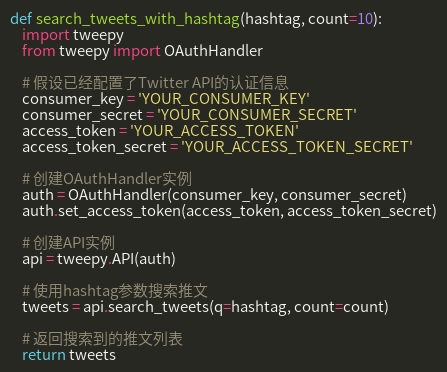 def search_tweets_with_hashtag(hashtag, count=10):
import tweepy
from tweepy import OAuthHandler
# 假设已经配置了Twitter API的认证信息
consumer_key = 'YOUR_CONSUMER_KEY'
consumer_secret = 'YOUR_CONSUMER_SECRET'
access_token = 'YOUR_ACCESS_TOKEN'
access_token_secret = 'YOUR_ACCESS_TOKEN_SECRET'
# 创建OAuthHandler实例
auth = OAuthHandler(consumer_key, consumer_secret)
auth.set_access_token(access_token, access_token_secret)
# 创建API实例
api = tweepy.API(auth)
# 使用hashtag参数搜索推文
tweets = api.search_tweets(q=hashtag, count=count)
# 返回搜索到的推文列表
return tweets